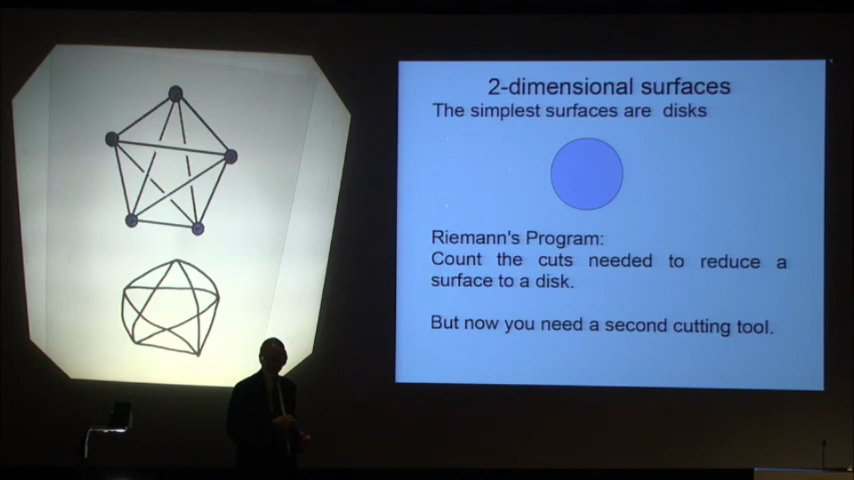 2-dimensional surfaces
The simplest surfaces are disks
Riemann's Program:
Count the cuts needed to reduce a
surface to a disk.
But now you need a second cutting tool.